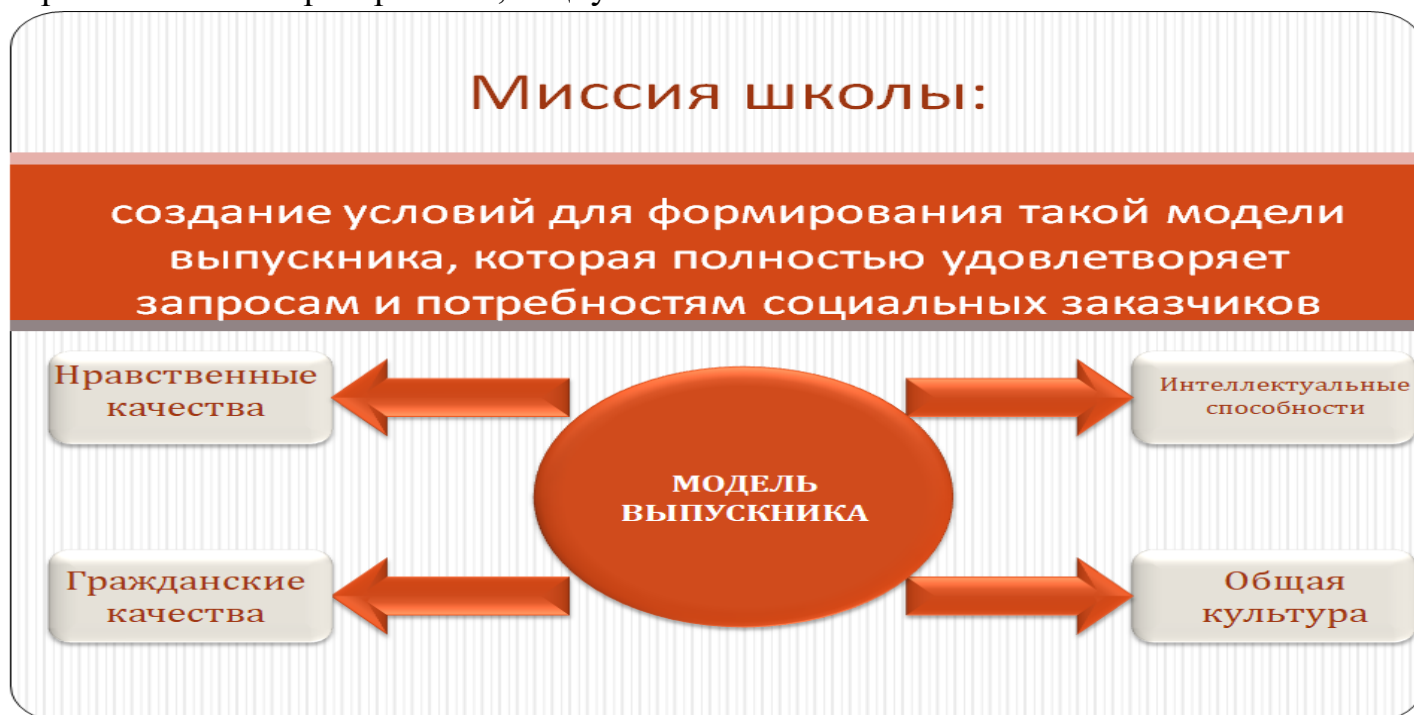 Миссия школы:
создание условий для формирования такой модели
выпускника, которая полностью удовлетворяет
запросам и потребностям социальных заказчиков
Нравственные
качества
Интеллектуальные
способности
МОДЕЛЬ
ВЫПУСКНИКА
Гражданские
качества
Общая
культура